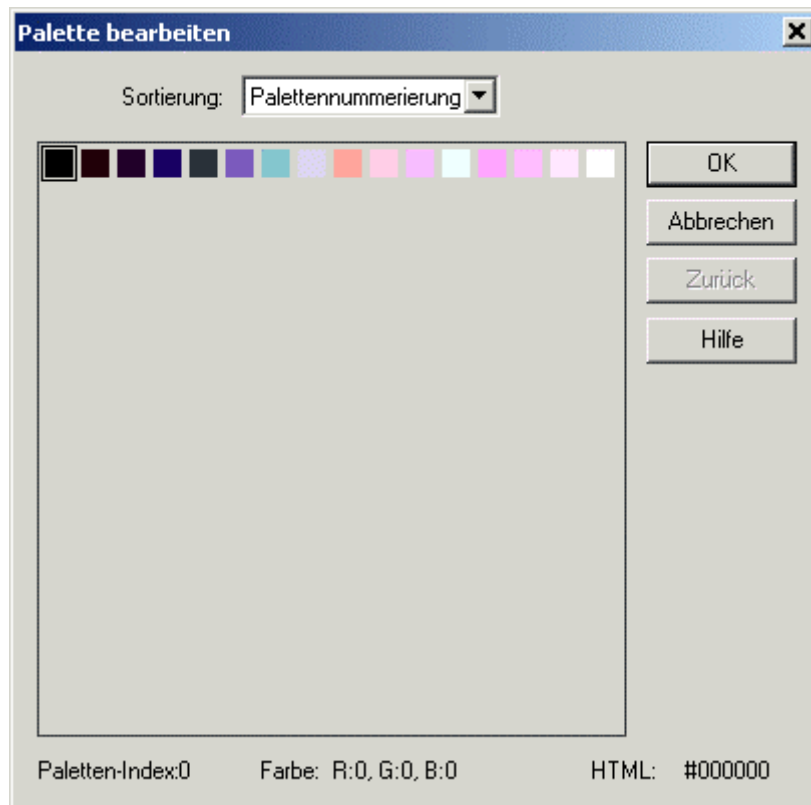 Palette bearbeiten
Sortierung: Palettennummerierung
OK
Abbrechen
Zurück
Hilfe
Paletten-Index:0 Farbe: R:0, G:0, B:0 HTML: #000000